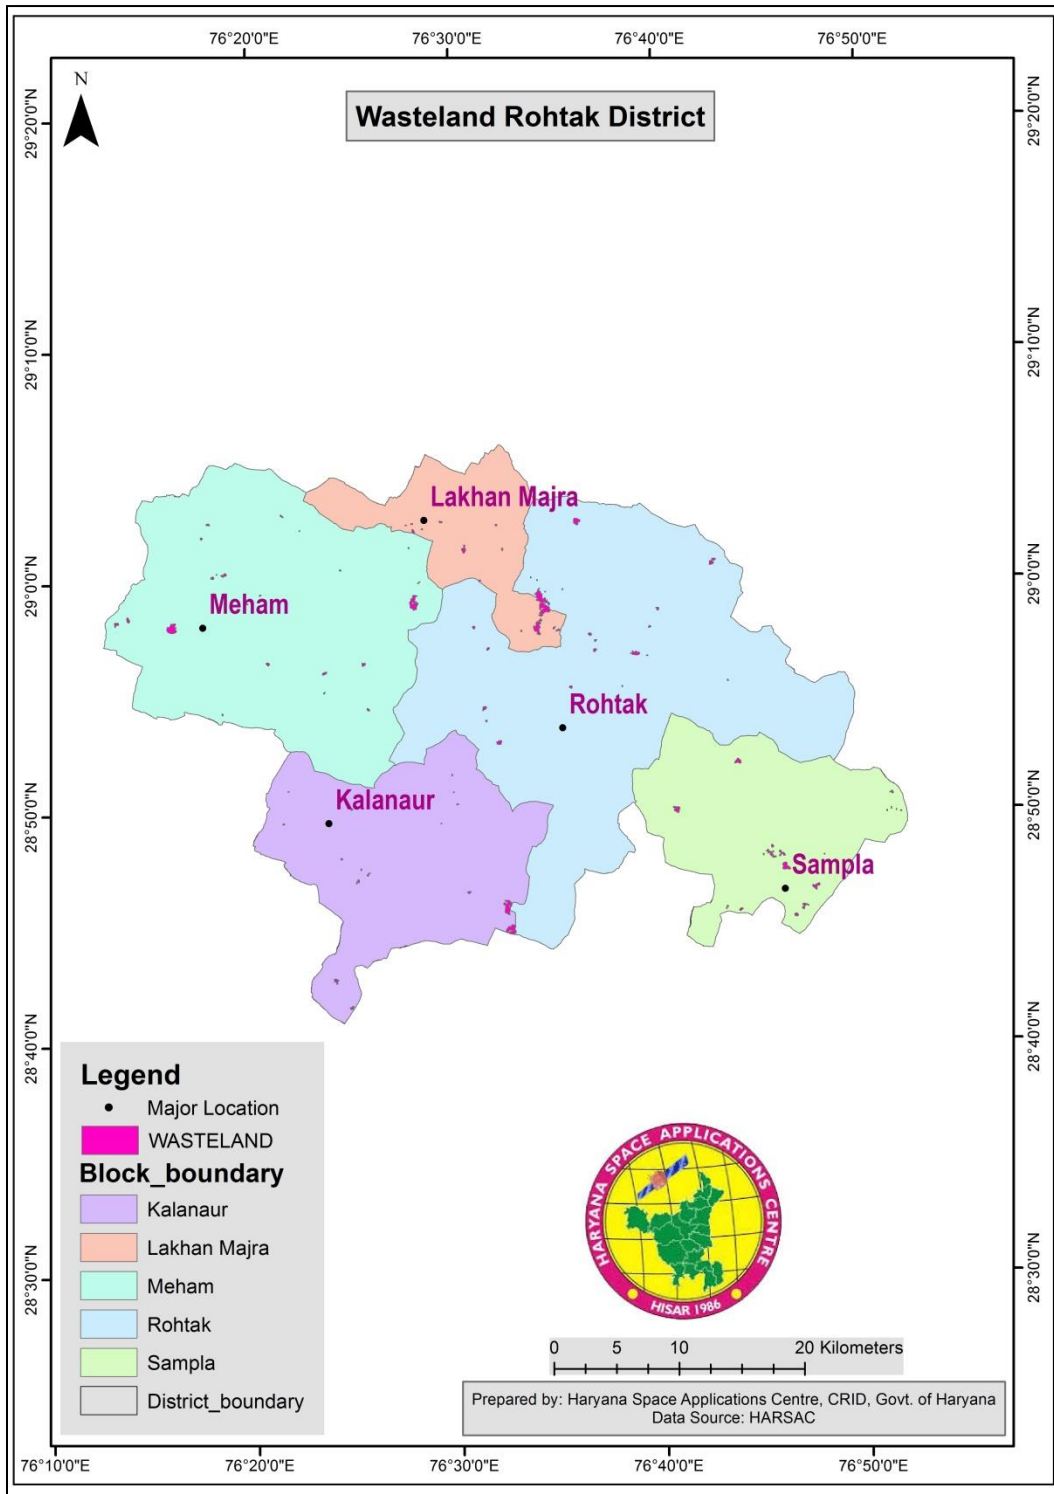 76°20'0"E 76°30'0"E 76°40'0"E 76°50'0"E
N
Wasteland Rohtak District
29°20'0"N 29°20'0"N
29°10'0"N 29°10'0"N
Lakhan Majra
29°0'0"N 29°0'0"N
Meham
Rohtak
Kalanaur
28°50'0"N 28°50'0"N
Sampla
28°40'0"N 28°40'0"N
Legend
Major Location
WASTELAND
Block_boundary
Kalanaur
Lakhan Majra
Meham
Rohtak
Sampla
District_boundary
28°30'0"N 28°30'0"N
HARYANA SPACE APPLICATIONS CENTRE
HISAR 1986
0 5 10 20 Kilometers
Prepared by: Haryana Space Applications Centre, CRID, Govt. of Haryana
Data Source: HARSAC
76°10'0"E 76°20'0"E 76°30'0"E 76°40'0"E 76°50'0"E